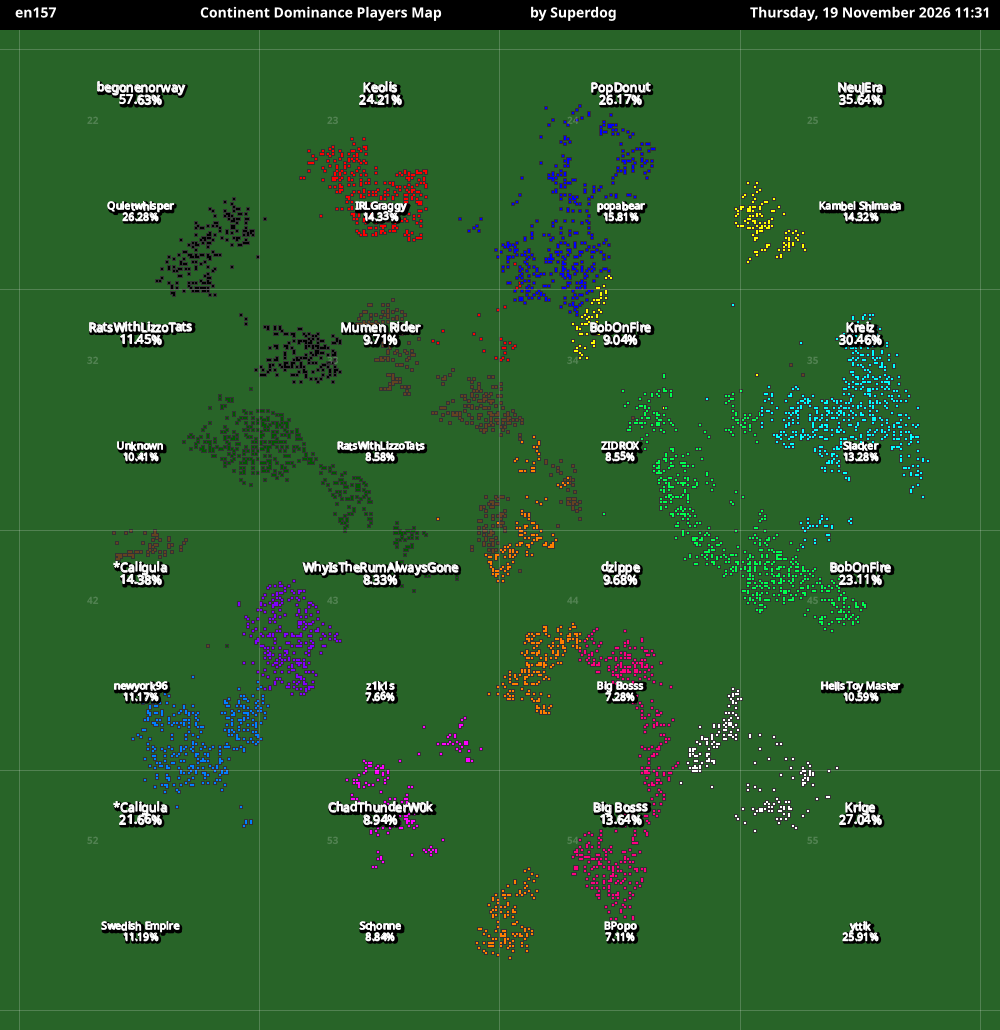 en157 Continent Dominance Players Map by Superdog Thursday, 19 November 2026 11:31
begonenorway Keolis PopDonut NeujEra
57.63% 24.21% 26.17% 35.64%
22 23 24 25
Quietwhisper IRLGraggy popabear Kambei Shimada
26.28% 14.33% 15.81% 14.32%
RatsWithLizzoTats Mumen Rider BobOnFire Kreiz
11.45% 9.71% 9.04% 30.46%
32 33 34 35
Unknown RatsWithLizzoTats ZIDROX Slacker
10.41% 8.58% 8.55% 13.28%
*Caligula WhyIsTheRumAlwaysGone dzippe BobOnFire
14.38% 8.33% 9.68% 23.11%
42 43 44 45
newyork96 z1k1s Big Bosss Hells Toy Master
11.17% 7.66% 7.28% 10.59%
*Caligula ChadThunderW0k Big Bosss Krige
21.66% 8.94% 13.64% 27.04%
52 53 54 55
Swedish Empire Schonne BPopo yttik
11.19% 8.84% 7.11% 25.91%